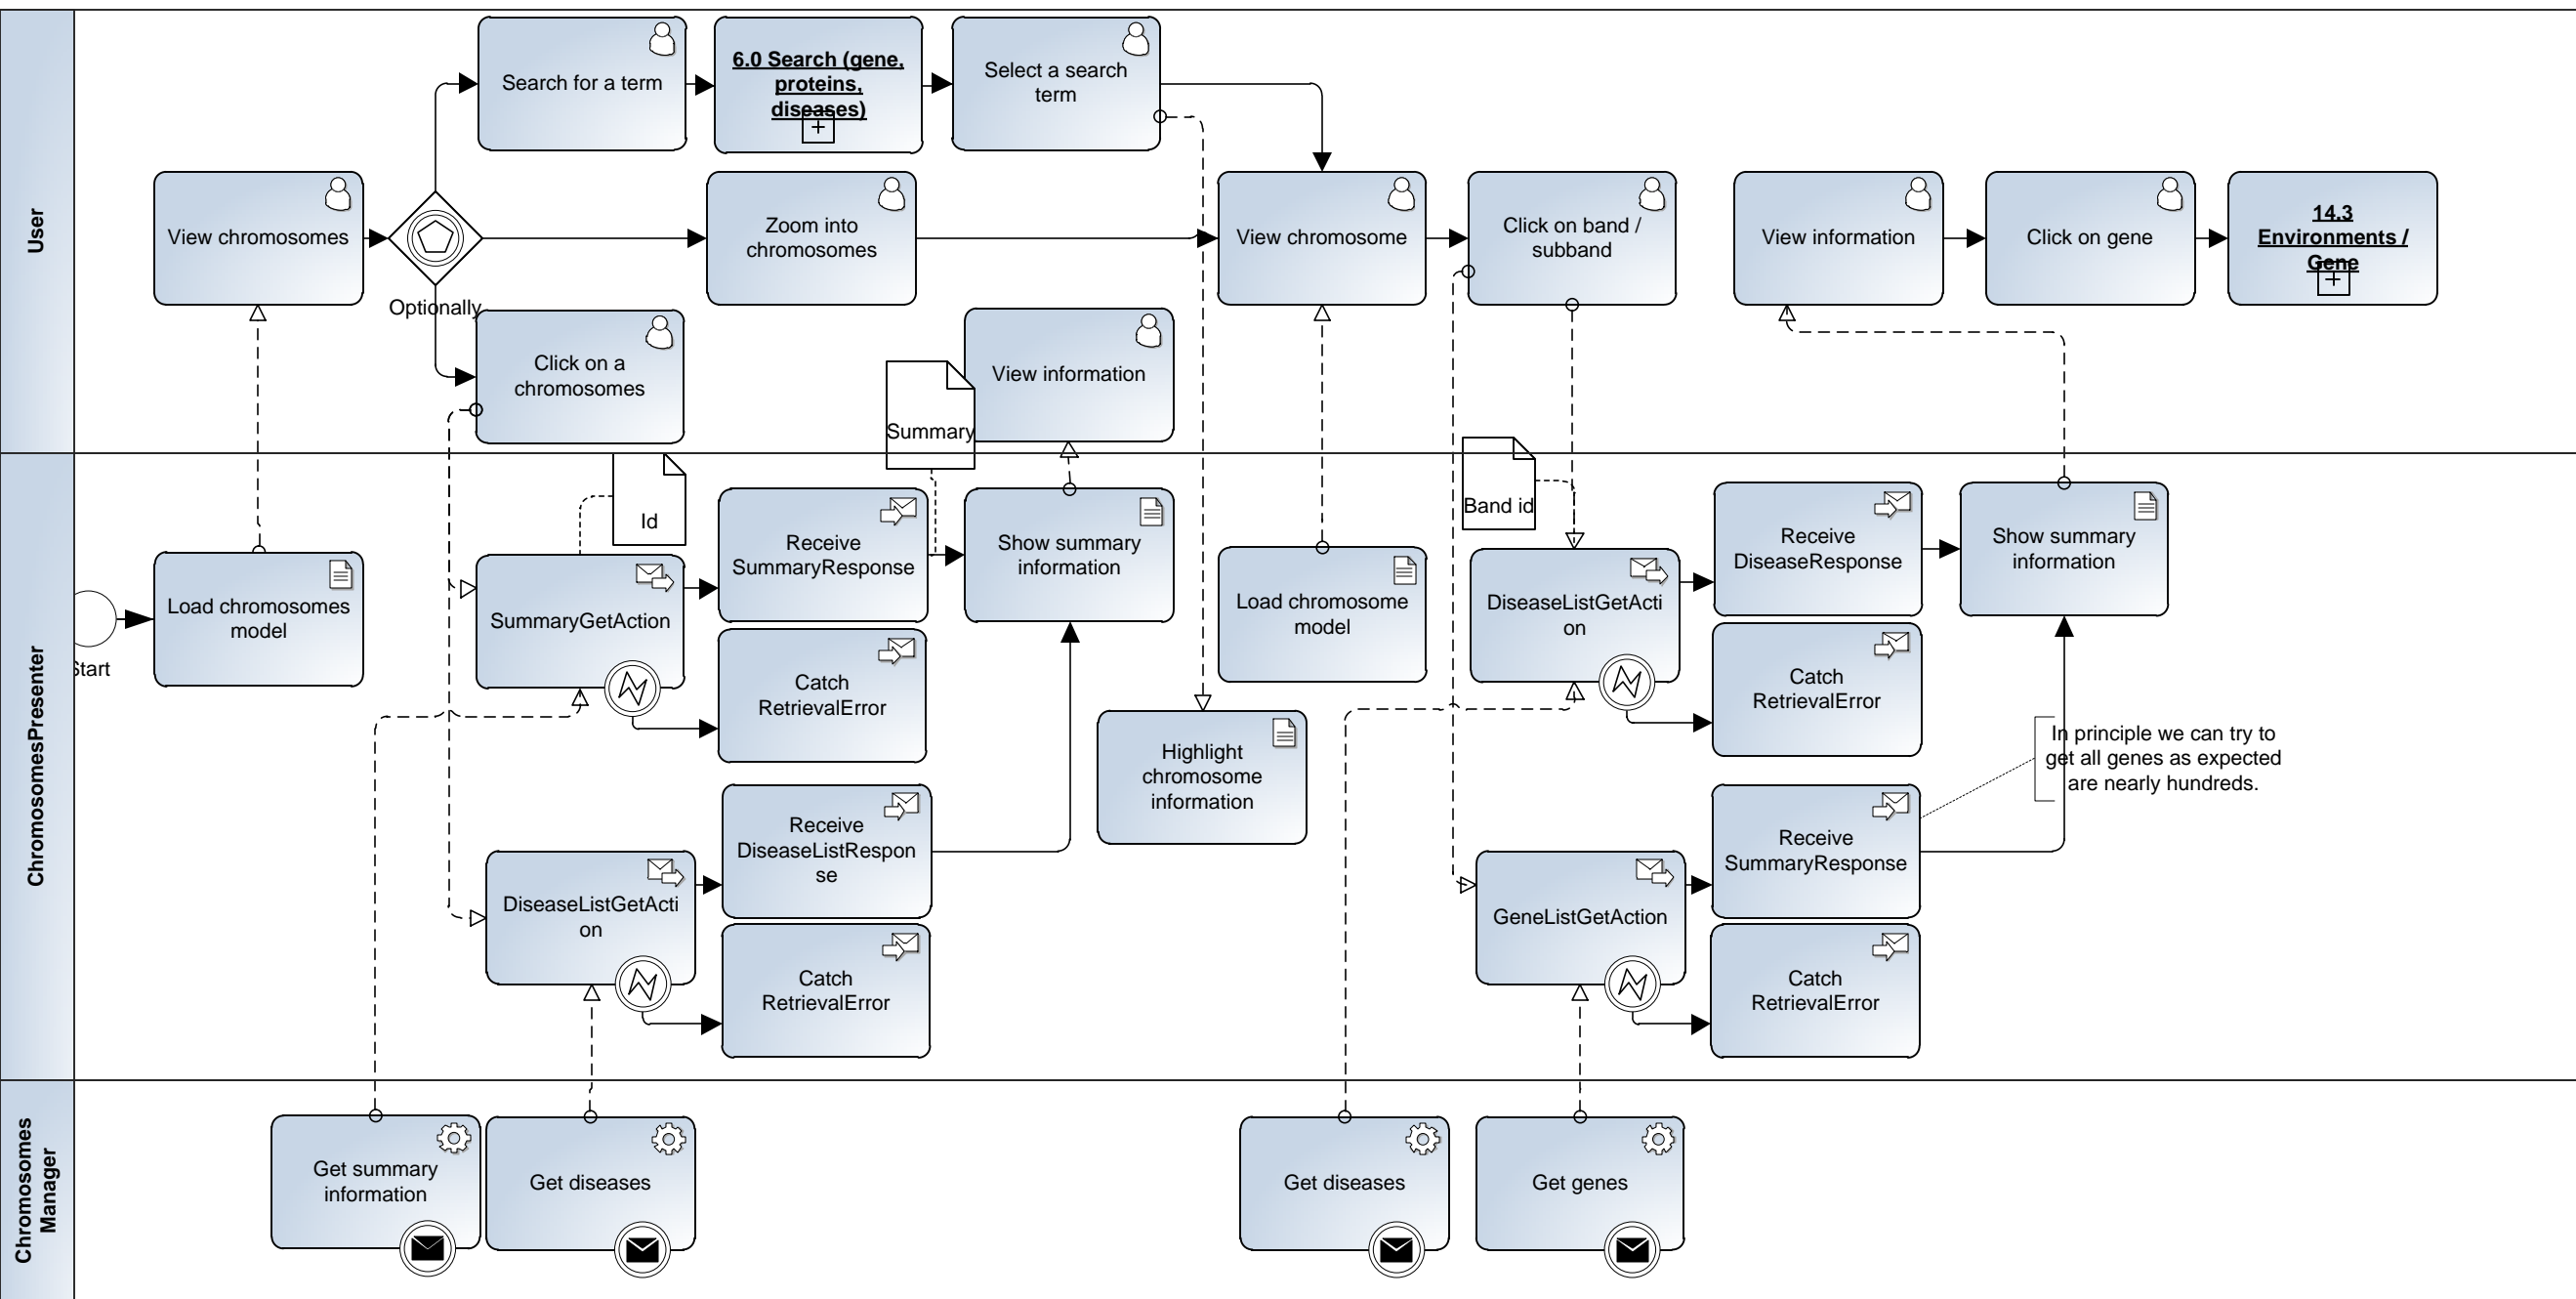 User
Search for a term
6.0 Search (gene,
proteins,
diseases)
Select a search
term
View chromosomes
Optionally
Zoom into
chromosomes
View chromosome
Click on band /
subband
View information
Click on gene
14.3
Environments /
Gene
Click on a
chromosomes
Summary
View information
ChromosomesPresenter
Start
Load chromosomes
model
Id
SummaryGetAction
Receive
SummaryResponse
Show summary
information
Catch
RetrievalError
Load chromosome
model
Highlight
chromosome
information
Band id
DiseaseListGetActi
on
Receive
DiseaseResponse
Show summary
information
Catch
RetrievalError
In principle we can try to
get all genes as expected
are nearly hundreds.
DiseaseListGetActi
on
Receive
DiseaseListRespon
se
Catch
RetrievalError
GeneListGetAction
Receive
SummaryResponse
Catch
RetrievalError
Chromosomes
Manager
Get summary
information
Get diseases
Get diseases
Get genes